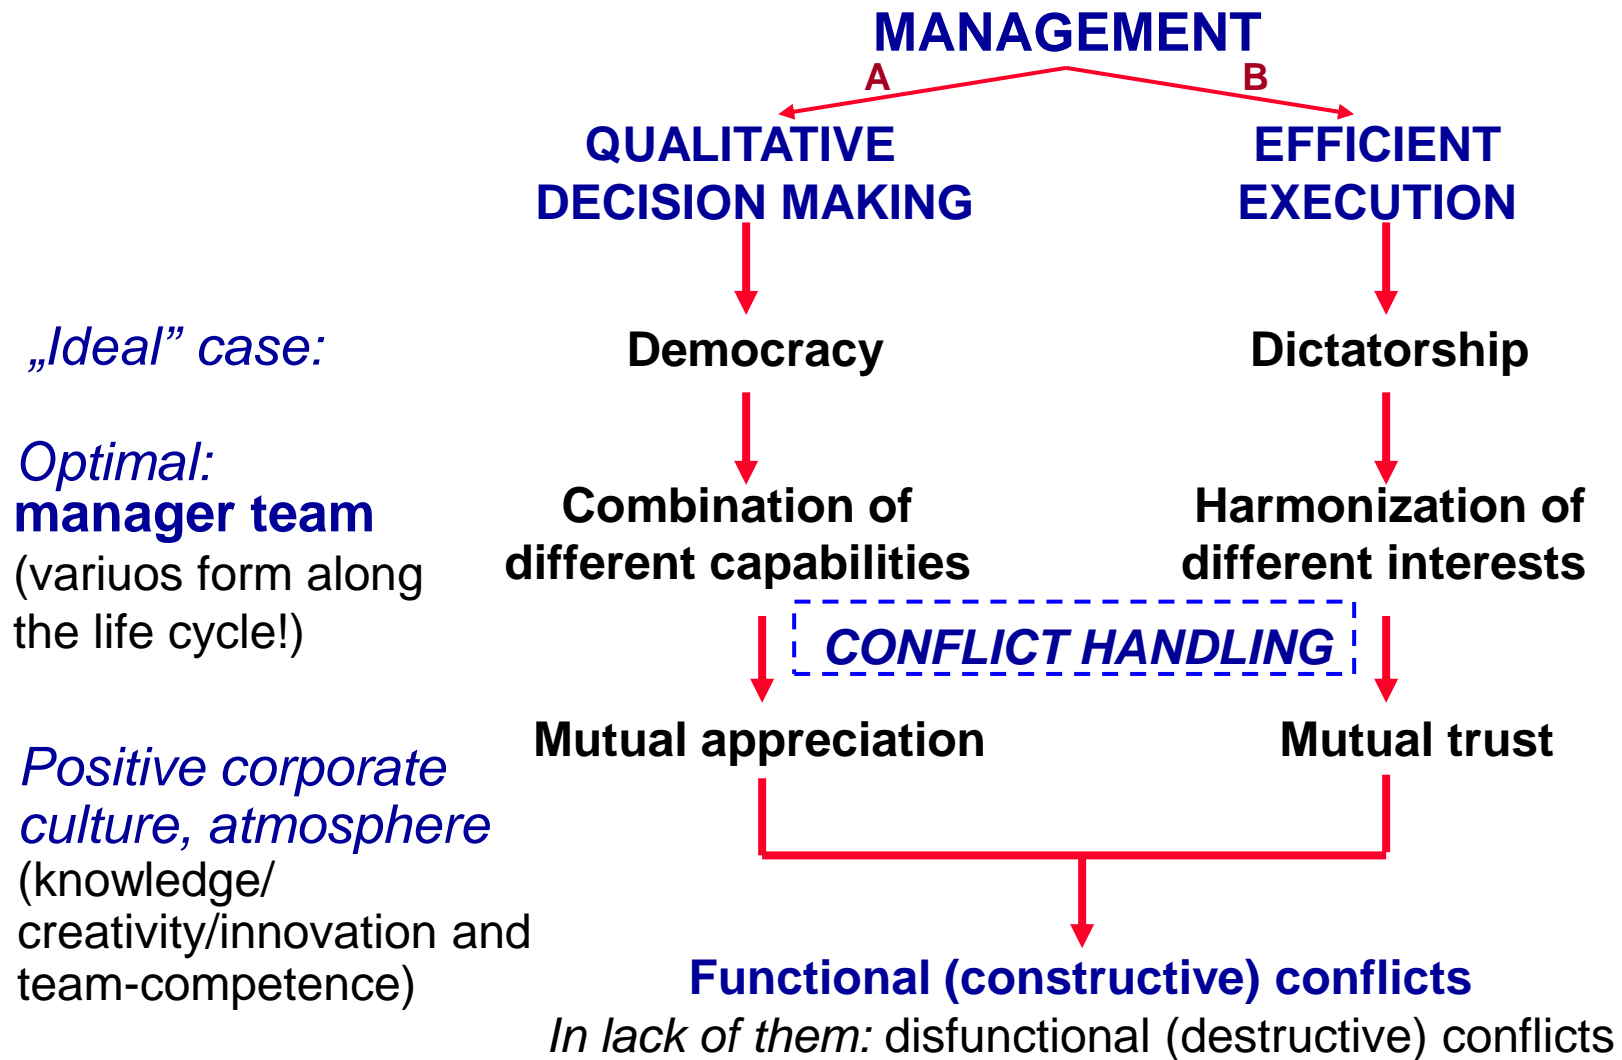 MANAGEMENT
A
B
QUALITATIVE
DECISION MAKING
EFFICIENT
EXECUTION
„Ideal” case:
Democracy
Dictatorship
Optimal:
manager team
(variuos form along
the life cycle!)
Combination of
different capabilities
Harmonization of
different interests
CONFLICT HANDLING
Positive corporate
culture, atmosphere
(knowledge/
creativity/innovation and
team-competence)
Mutual appreciation
Mutual trust
Functional (constructive) conflicts
In lack of them: disfunctional (destructive) conflicts